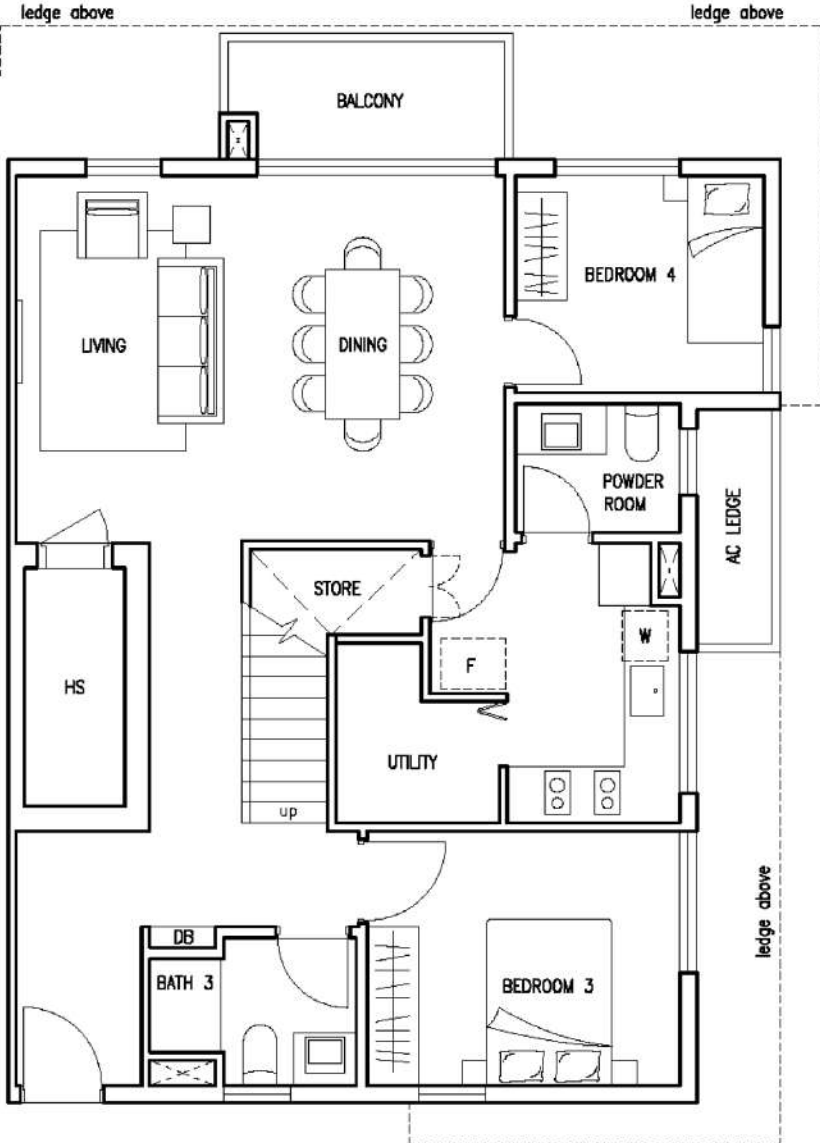 ledge above
ledge above
BALCONY
BEDROOM 4
LIVING
DINING
POWDER
ROOM
AC LEDGE
STORE
W
F
HS
UTILITY
up
ledge above
DB
BATH 3
BEDROOM 3